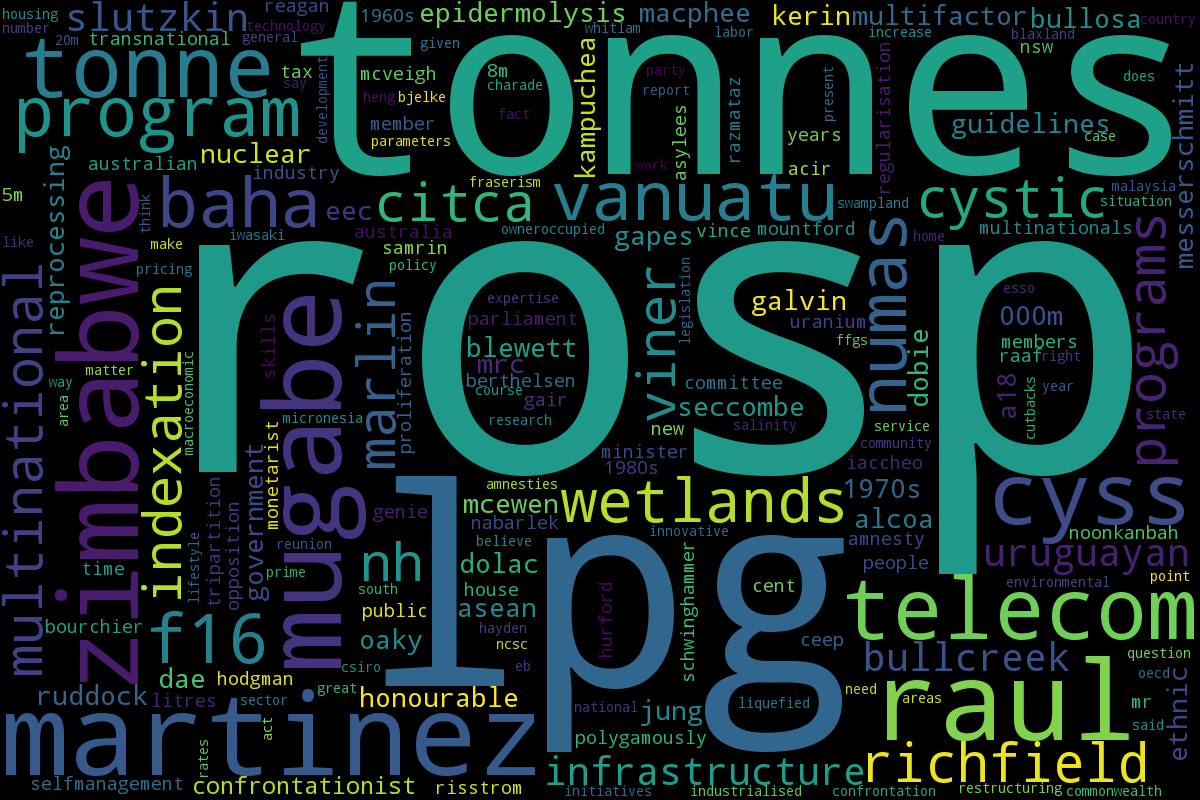 housing
slutzkin
reagan
1960s
epidermolysis
macphee
kerin
multifactor
bullosa
country
number
20m
transnational
technology
general
whitlam
labor
increase
blaxland
nsw
tonne
tonnes
given
tax
say
mcveigh
heng
bjelke
8m
charade
fact
kampuchea
panty
report
razmataz
present
does
program
development
member
parameters
asylees
years
regularisation
guidelines
case
messerschmitt
reprocessing
australian
nuclear
industry
work
acir
5m
zimbabwe
think
baha
eec
citca
fraserism
vanuatu
swampland
cystic
malaysia
situation
like
iwasaki
australia
owneroccupied
gapes
vince
mountford
numas
home
multinationals
make
samrin
policy
multinational
pricing
indexation
mugabe
marlin
rosp
expertise
parliament
viner
legislation
galvin
uranium
ffgs
esso
000m
programs
skills
proliferation
blewett
mrc
berthelsen
course
gair
research
committee
seccombe
salinity
dobie
members
raaf
right
a18
year
cutbacks
matter
macroeconomic
way
area
micronesia
new
service
state
monetarist
minister
1980s
community
iaccheo
government
tripartition
opposition
amnesties
mcewen
wetlands
1970s
cyss
genie
nabarlek
alcoa
noonkanbah
lifestyle
reunion
believe
innovative
amnesty
time
prime
nh
lpg
dolac
schwinghammer
people
uruguayan
south
house
cent
environmental
point
bourchier
f16
public
asean
hurford
telecom
oaky
hayden
ncsc
ceep
csiro
eb
bullcreek
question
dae
hodgman
great
need
raul
oecd
ethnic
ruddock
litres
sector
honourable
national
jung
liquefied
areas
mr
said
martinez
act
rates
polygamously
richfield
infrastructure
selfmanagement
confrontationist
risstrom
initiatives
industrialised
confrontation
restructuring
commonwealth